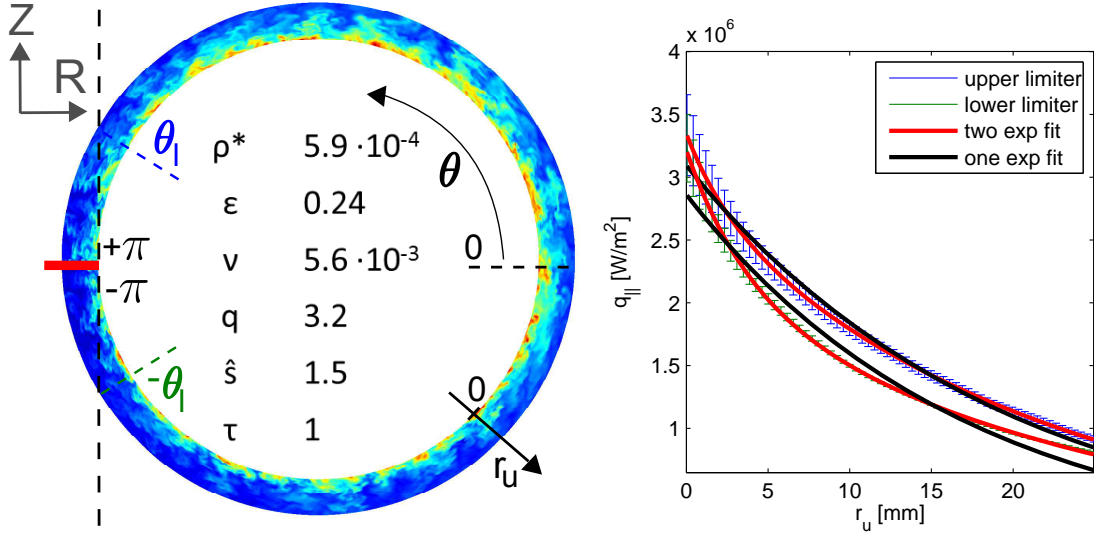 Z
R
θl
θ
ρ* 5.9 ·10-4
ε 0.24
ν 5.6 ·10-3
q 3.2
ŝ 1.5
τ 1
0
+π
-π
-θl
0
ru
x 10^6
4
3.5
3
2.5
2
1.5
1
q|| [W/m2]
upper limiter
lower limiter
two exp fit
one exp fit
0 5 10 15 20
ru [mm]